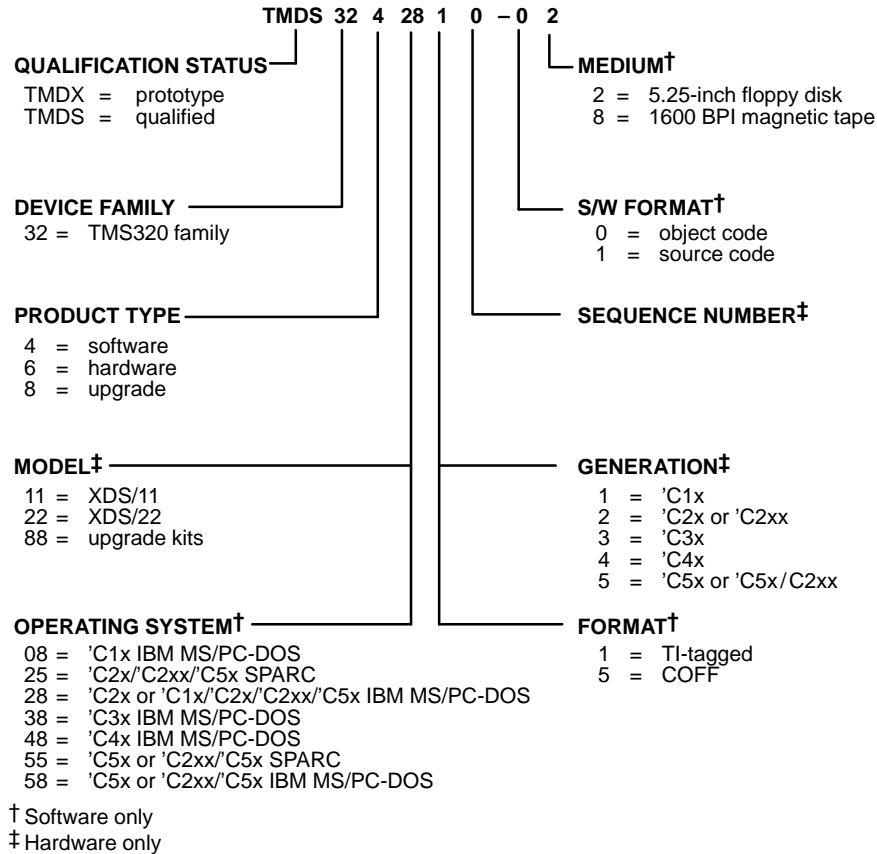 TMDS 32 4 28 1 0 – 0 2
QUALIFICATION STATUS
TMDX = prototype
TMDS = qualified
MEDIUM†
2 = 5.25-inch floppy disk
8 = 1600 BPI magnetic tape
DEVICE FAMILY
32 = TMS320 family
S/W FORMAT†
0 = object code
1 = source code
PRODUCT TYPE
4 = software
6 = hardware
8 = upgrade
SEQUENCE NUMBER‡
MODEL‡
11 = XDS/11
22 = XDS/22
88 = upgrade kits
GENERATION‡
1 = ’C1x
2 = ’C2x or ’C2xx
3 = ’C3x
4 = ’C4x
5 = ’C5x or ’C5x/C2xx
OPERATING SYSTEM†
08 = ’C1x IBM MS/PC-DOS
25 = ’C2x/’C2xx/’C5x SPARC
28 = ’C2x or ’C1x/’C2x/’C2xx/’C5x IBM MS/PC-DOS
38 = ’C3x IBM MS/PC-DOS
48 = ’C4x IBM MS/PC-DOS
55 = ’C5x or ’C2xx/’C5x SPARC
58 = ’C5x or ’C2xx/’C5x IBM MS/PC-DOS
FORMAT†
1 = TI-tagged
5 = COFF
† Software only
‡ Hardware only